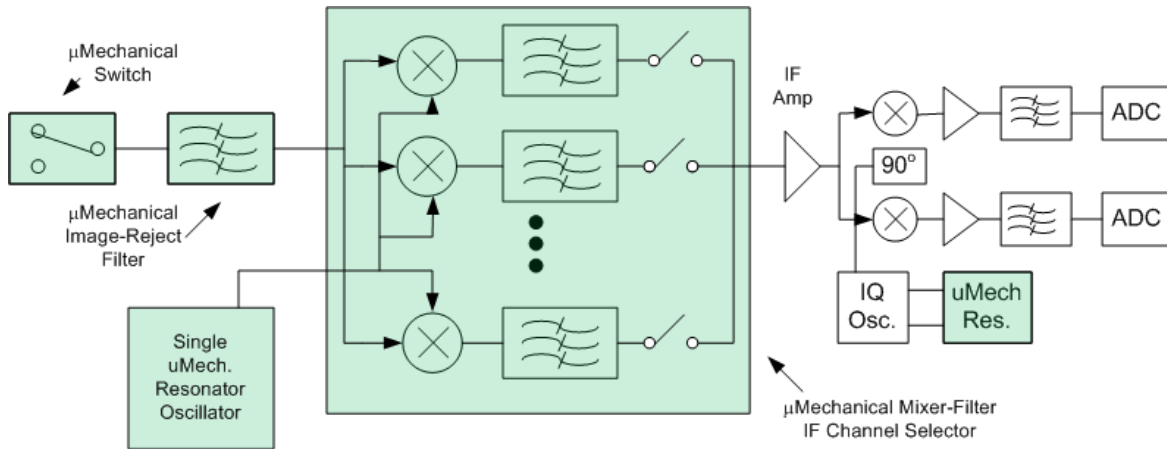 μMechanical
Switch
μMechanical
Image-Reject
Filter
Single
uMech.
Resonator
Oscillator
IF
Amp
90°
ADC
ADC
IQ
Osc.
uMech
Res.
μMechanical Mixer-Filter
IF Channel Selector